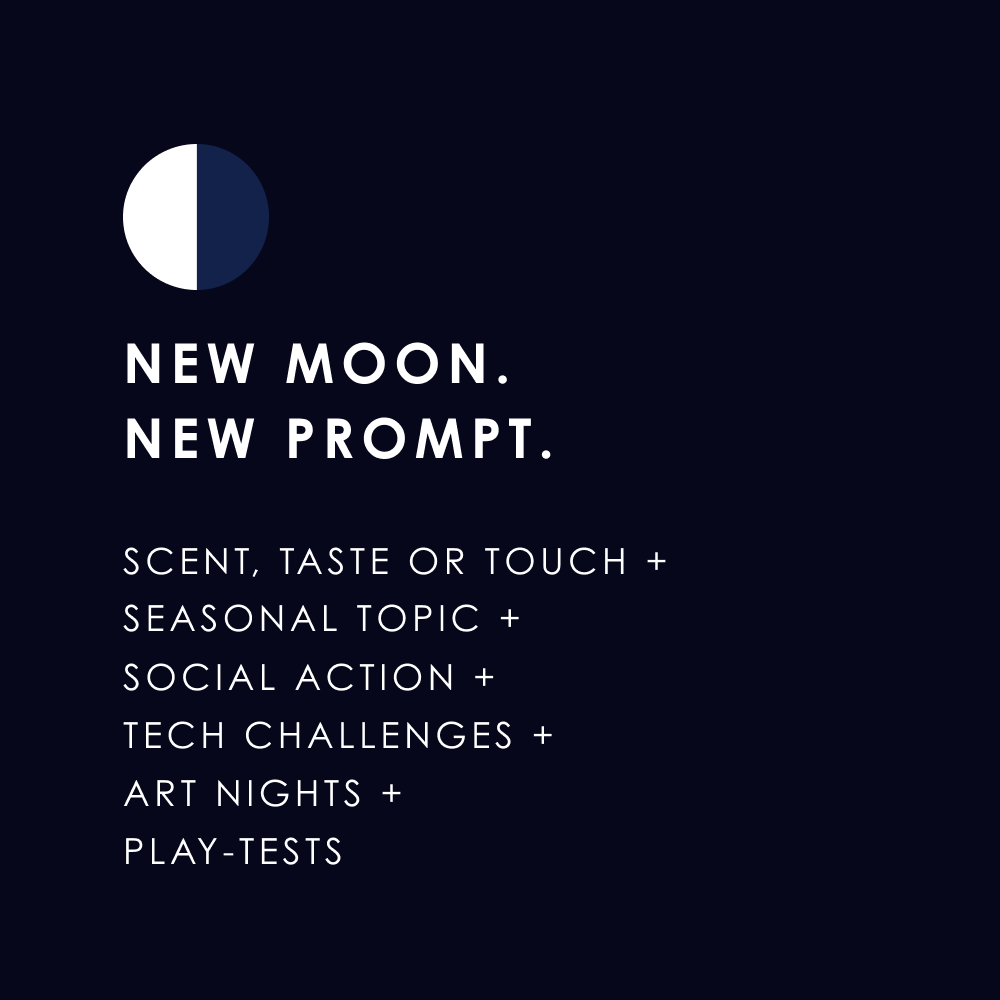 NEW MOON.
NEW PROMPT.
SCENT, TASTE OR TOUCH +
SEASONAL TOPIC +
SOCIAL ACTION +
TECH CHALLENGES +
ART NIGHTS +
PLAY-TESTS